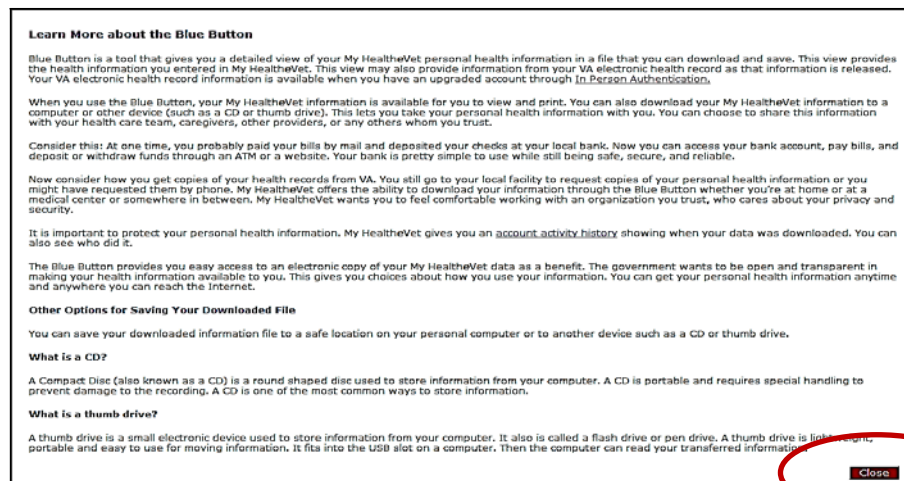 Learn More about the Blue Button
Blue Button is a tool that gives you a detailed view of your My HealtheVet personal health information in a file that you can download and save. This view provides
the health information you entered in My HealtheVet. This view may also provide information from your VA electronic health record as that information is released.
Your VA electronic health record information is available when you have an upgraded account through In Person Authentication.
When you use the Blue Button, your My HealtheVet information is available for you to view and print. You can also download your My HealtheVet information to a
computer or other device (such as a CD or thumb drive). This lets you take your personal health information with you. You can choose to share this information
with your health care team, caregivers, other providers, or any others whom you trust.
Consider this: At one time, you probably paid your bills by mail and deposited your checks at your local bank. Now you can access your bank account, pay bills, and
deposit or withdraw funds through an ATM or a website. Your bank is pretty simple to use while still being safe, secure, and reliable.
Now consider how you get copies of your health records from VA. You still go to your local facility to request copies of your personal health information or you
might have requested them by phone. My HealtheVet offers the ability to download your information through the Blue Button whether you're at home or at a
medical center or somewhere in between. My HealtheVet wants you to feel comfortable working with an organization you trust, who cares about your privacy and
security.
It is important to protect your personal health information. My HealtheVet gives you an account activity history showing when your data was downloaded. You can
also see who did it.
The Blue Button provides you easy access to an electronic copy of your My HealtheVet data as a benefit. The government wants to be open and transparent in
making your health information available to you. This gives you choices about how you use your information. You can get your personal health information anytime
and anywhere you can reach the Internet.
Other Options for Saving Your Downloaded File
You can save your downloaded information file to a safe location on your personal computer or to another device such as a CD or thumb drive.
What is a CD?
A Compact Disc (also known as a CD) is a round shaped disc used to store information from your computer. A CD is portable and requires special handling to
prevent damage to the recording. A CD is one of the most common ways to store information.
What is a thumb drive?
A thumb drive is a small electronic device used to store information from your computer. It also is called a flash drive or pen drive. A thumb drive is lightweight,
portable and easy to use for moving information. It fits into the USB slot on a computer. Then the computer can read your transferred information.
Close